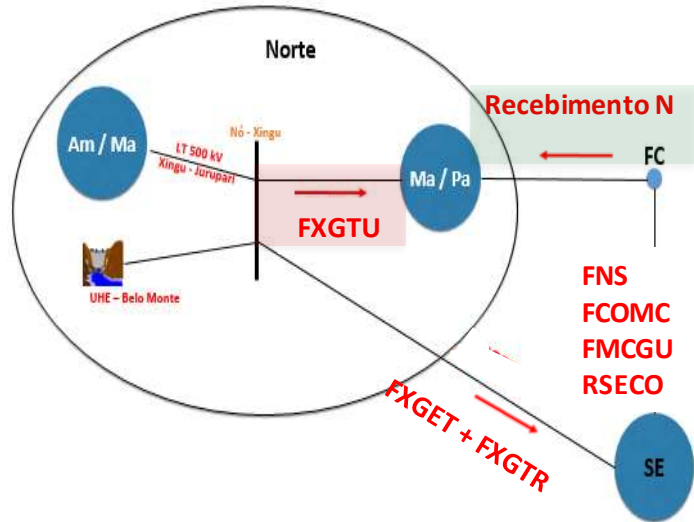 Norte
Recebimento N
Am / Ma
LT 500 kV
Xingu - Jurupari
Nó - Xingu
Ma / Pa
FC
FXGTU
UHE – Belo Monte
FNS
FCOMC
FMCGU
RSECO
FXGET + FXGTR
SE